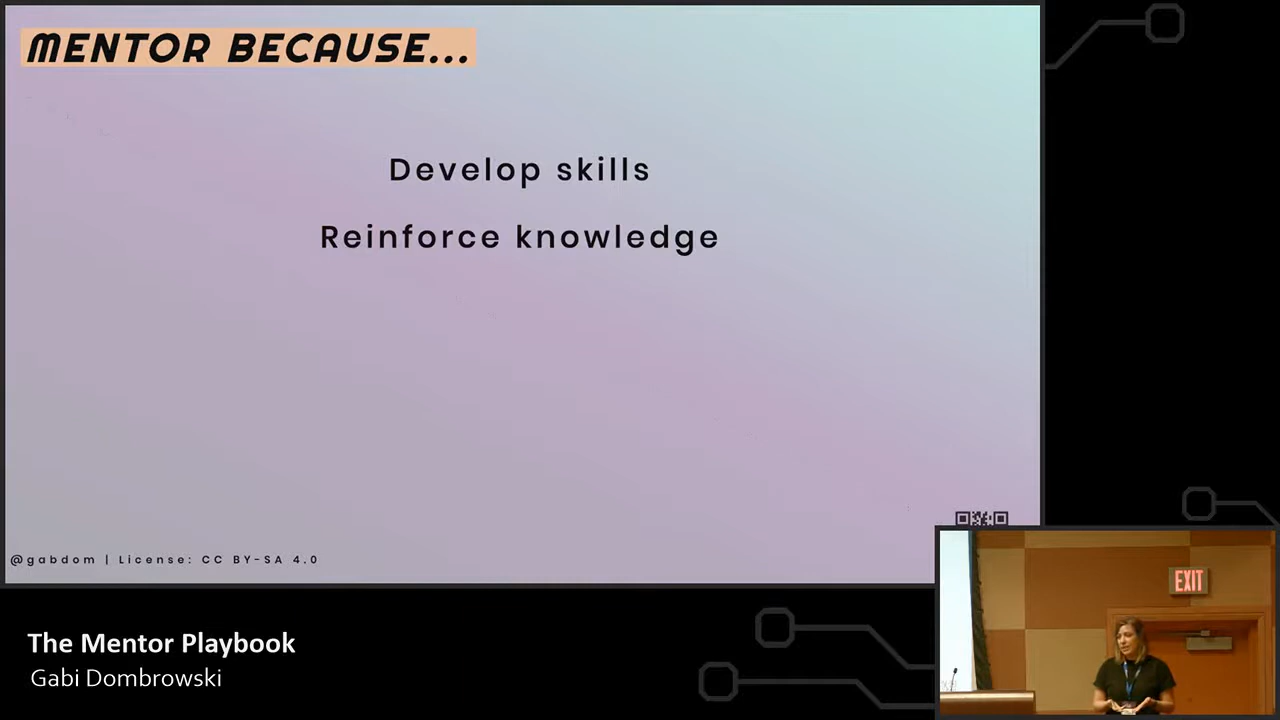 MENTOR BECAUSE...
Develop skills
Reinforce knowledge
@gabdom | License: CC BY-SA 4.0
EXIT
The Mentor Playbook
Gabi Dombrowski